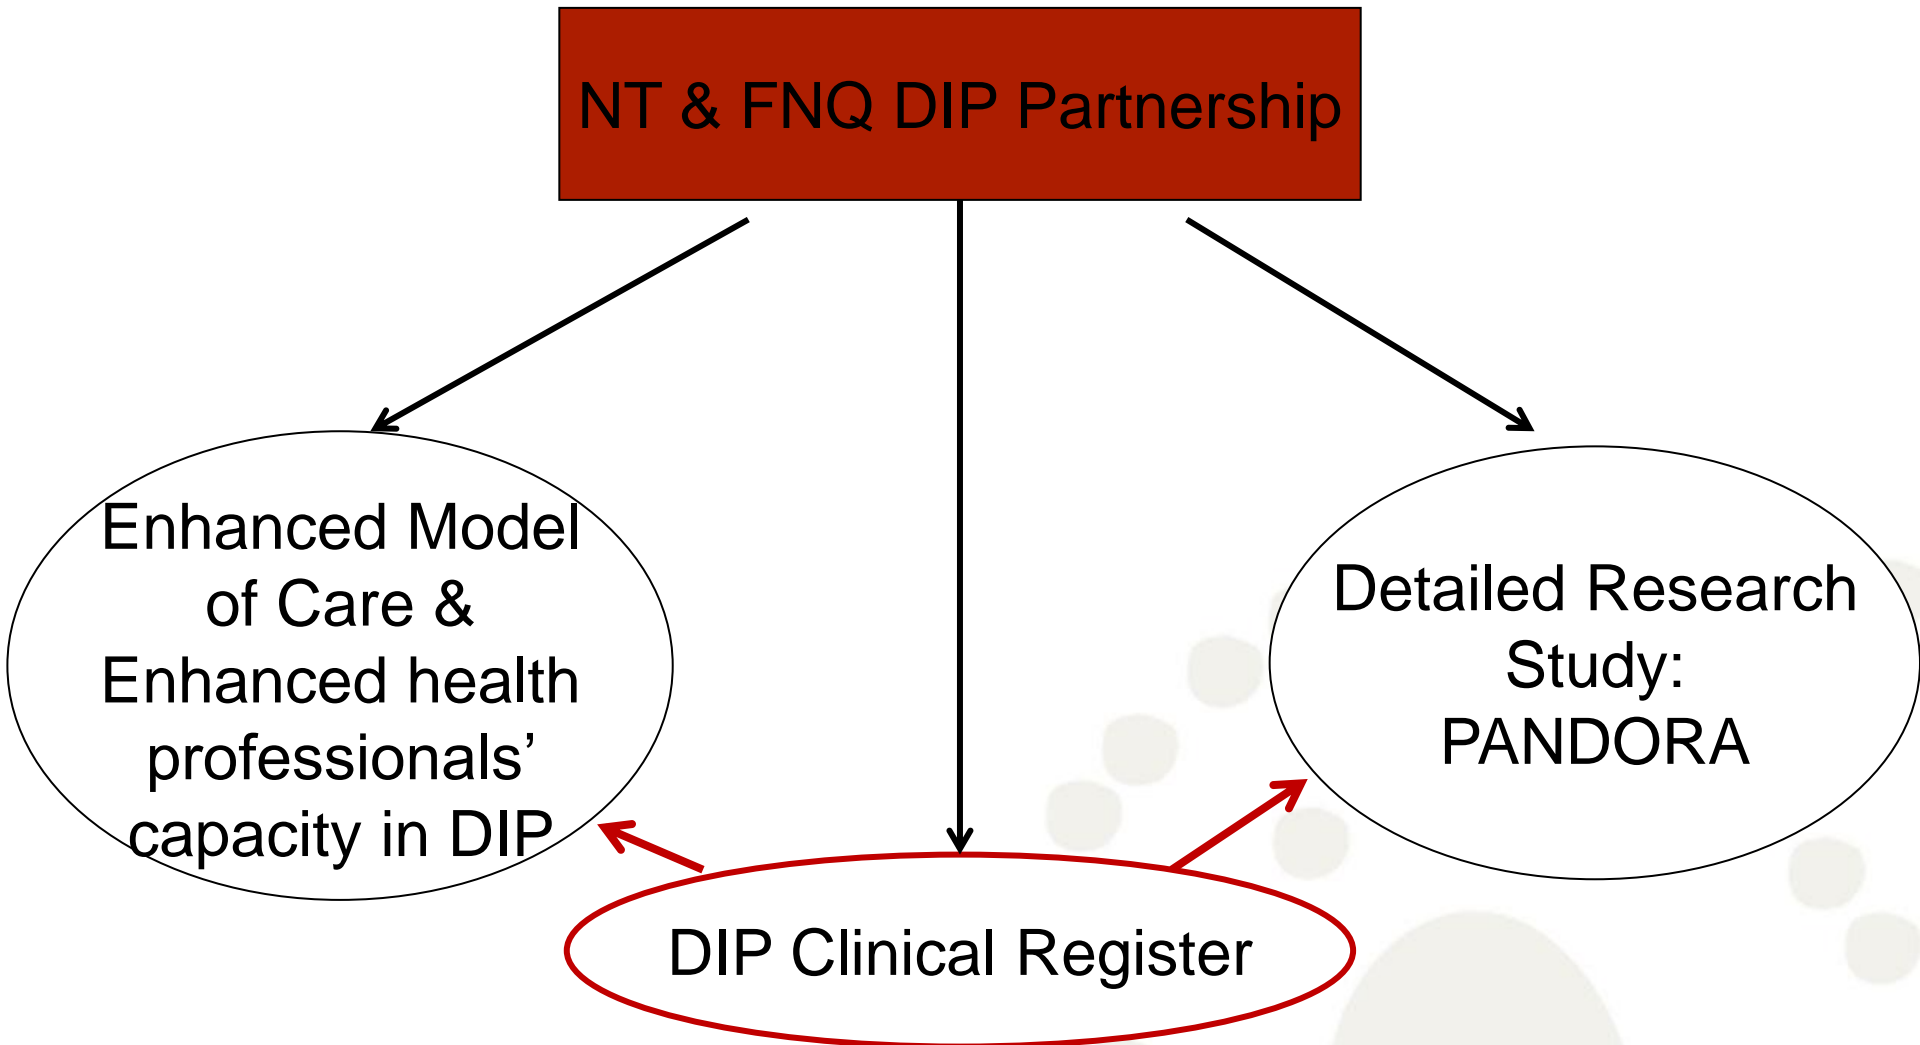 NT & FNQ DIP Partnership
Enhanced Model
of Care &
Enhanced health
professionals’
capacity in DIP
Detailed Research
Study:
PANDORA
DIP Clinical Register